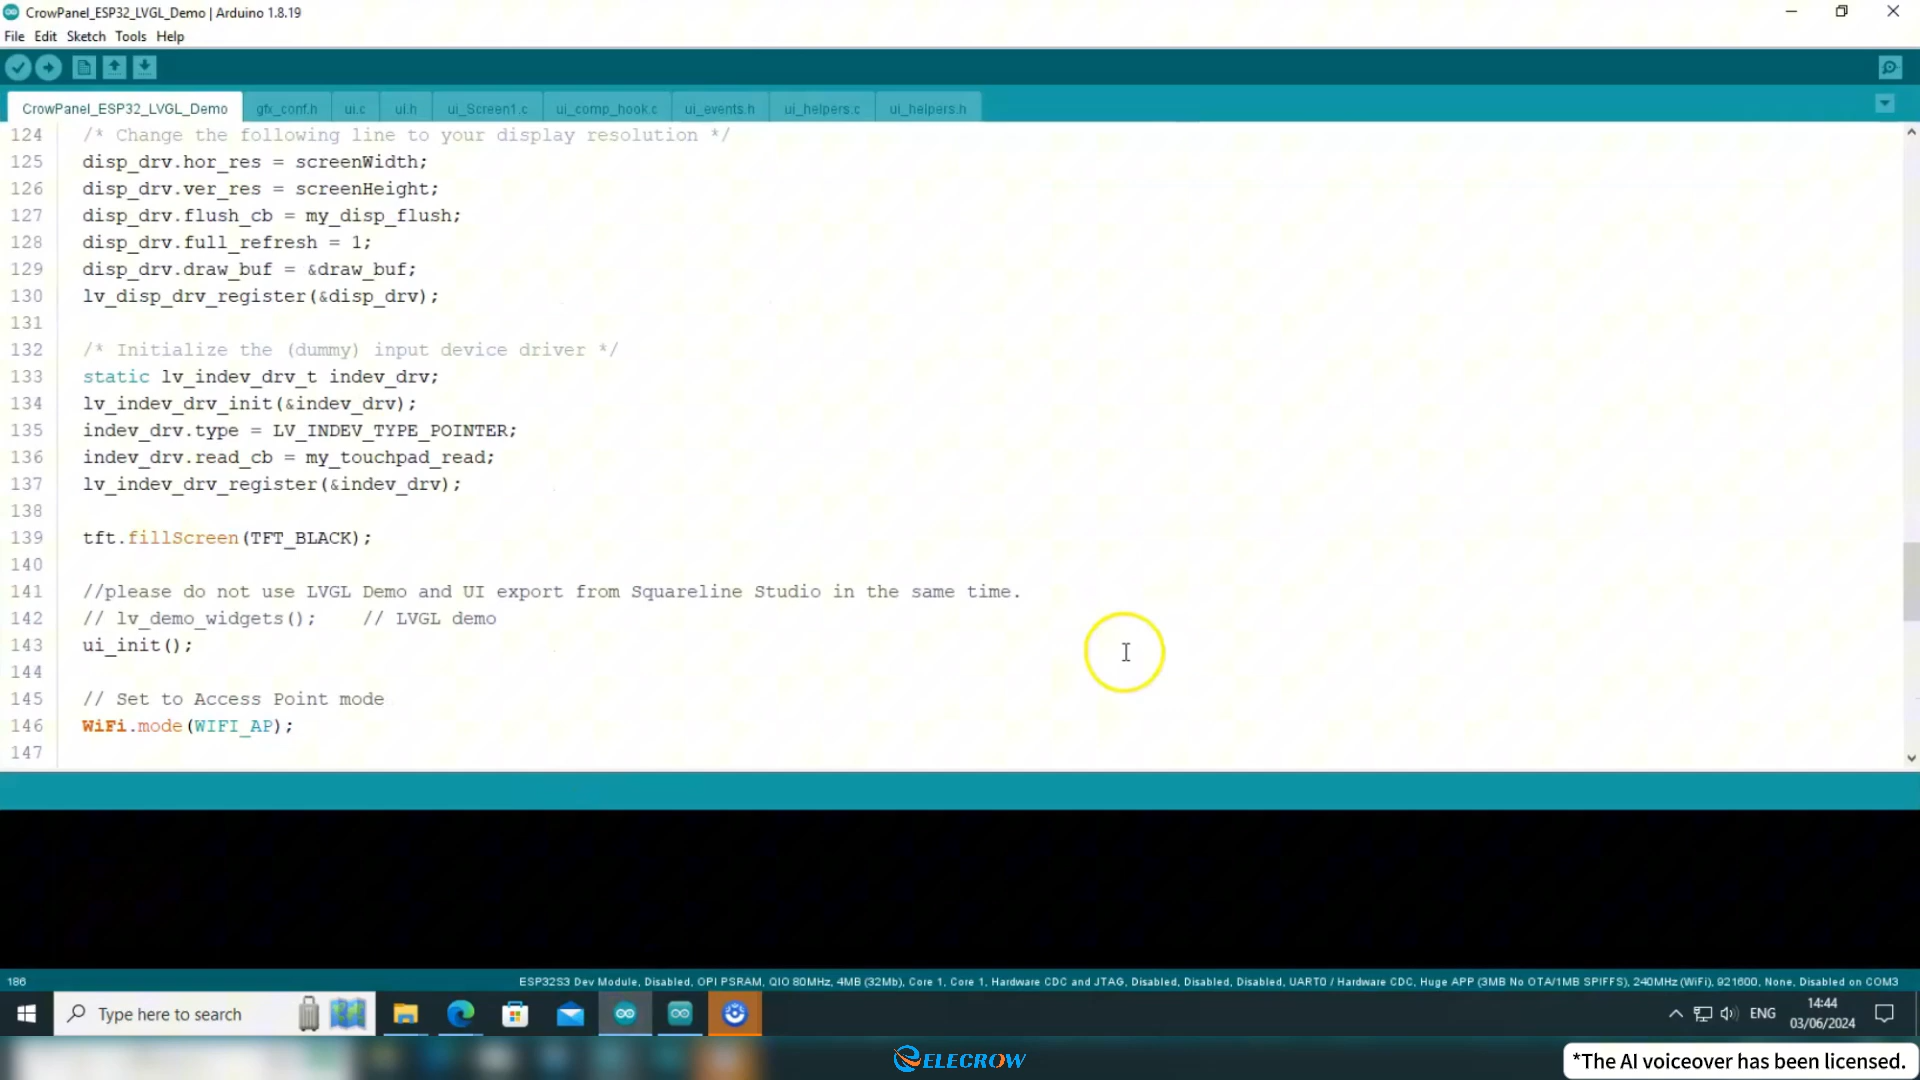 CrowPanel_ESP32_LVGL_Demo | Arduino 1.8.19
File Edit Sketch Tools Help
CrowPanel_ESP32_LVGL_Demo gfx_conf.h ui.c ui.h ui_Screen1.c ui_comp_hook.c ui_events.h ui_helpers.c ui_helpers.h
124 /* Change the following line to your display resolution */
125 disp_drv.hor_res = screenWidth;
126 disp_drv.ver_res = screenHeight;
127 disp_drv.flush_cb = my_disp_flush;
128 disp_drv.full_refresh = 1;
129 disp_drv.draw_buf = &draw_buf;
130 lv_disp_drv_register(&disp_drv);
131
132 /* Initialize the (dummy) input device driver */
133 static lv_indev_drv_t indev_drv;
134 lv_indev_drv_init(&indev_drv);
135 indev_drv.type = LV_INDEV_TYPE_POINTER;
136 indev_drv.read_cb = my_touchpad_read;
137 lv_indev_drv_register(&indev_drv);
138
139 tft.fillScreen(TFT_BLACK);
140
141 //please do not use LVGL Demo and UI export from Squareline Studio in the same time.
142 // lv_demo_widgets(); // LVGL demo
143 ui_init();
144
145 // Set to Access Point mode
146 WiFi.mode(WIFI_AP);
147
186 ESP32S3 Dev Module, Disabled, OPI PSRAM, QIO 80MHz, 4MB (32Mb), Core 1, Core 1, Hardware CDC and JTAG, Disabled, Disabled, Disabled, UART0 / Hardware CDC, Huge APP (3MB No OTA/1MB SPIFFS), 240MHz (WiFi), 921600, None, Disabled on COM3
Type here to search
ENG
14:44
03/06/2024
ELECROW
*The AI voiceover has been licensed.